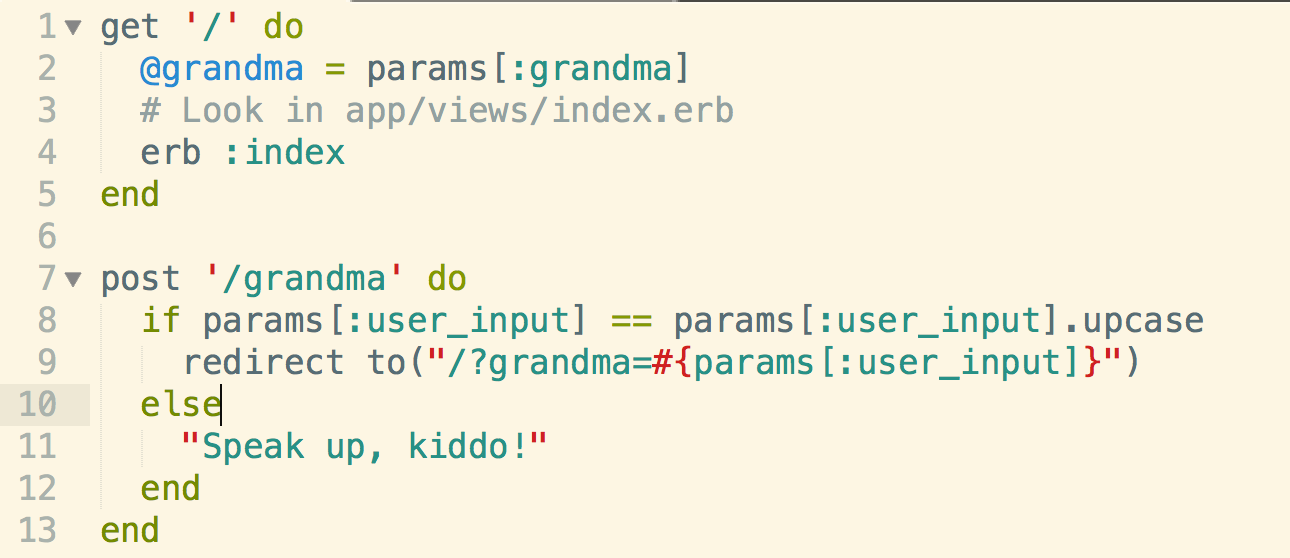 1 get '/' do
2   @grandma = params[:grandma]
3   # Look in app/views/index.erb
4   erb :index
5 end
6
7 post '/grandma' do
8   if params[:user_input] == params[:user_input].upcase
9     redirect to("/?grandma=#{params[:user_input]}")
10   else
11     "Speak up, kiddo!"
12   end
13 end